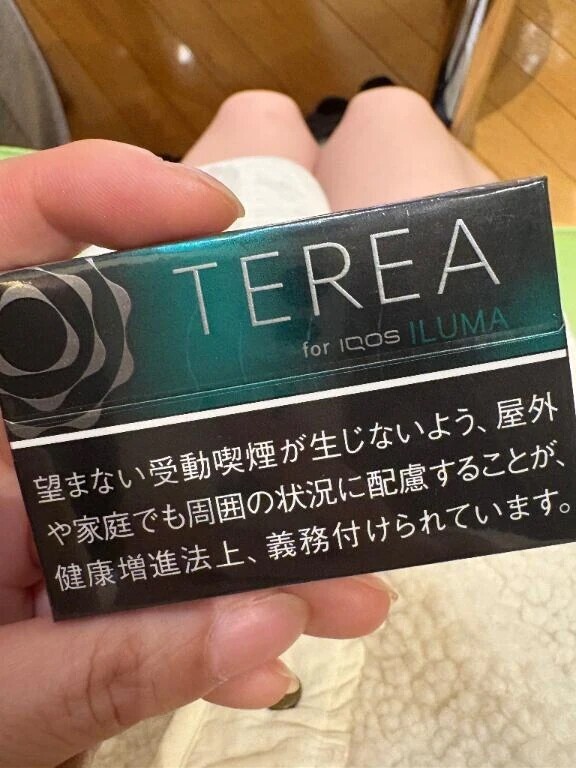 TEREA
for IQOS ILUMA
望まない受動喫煙が生じないよう、屋外
や家庭でも周囲の状況に配慮することが、
健康増進法上、義務付けられています。